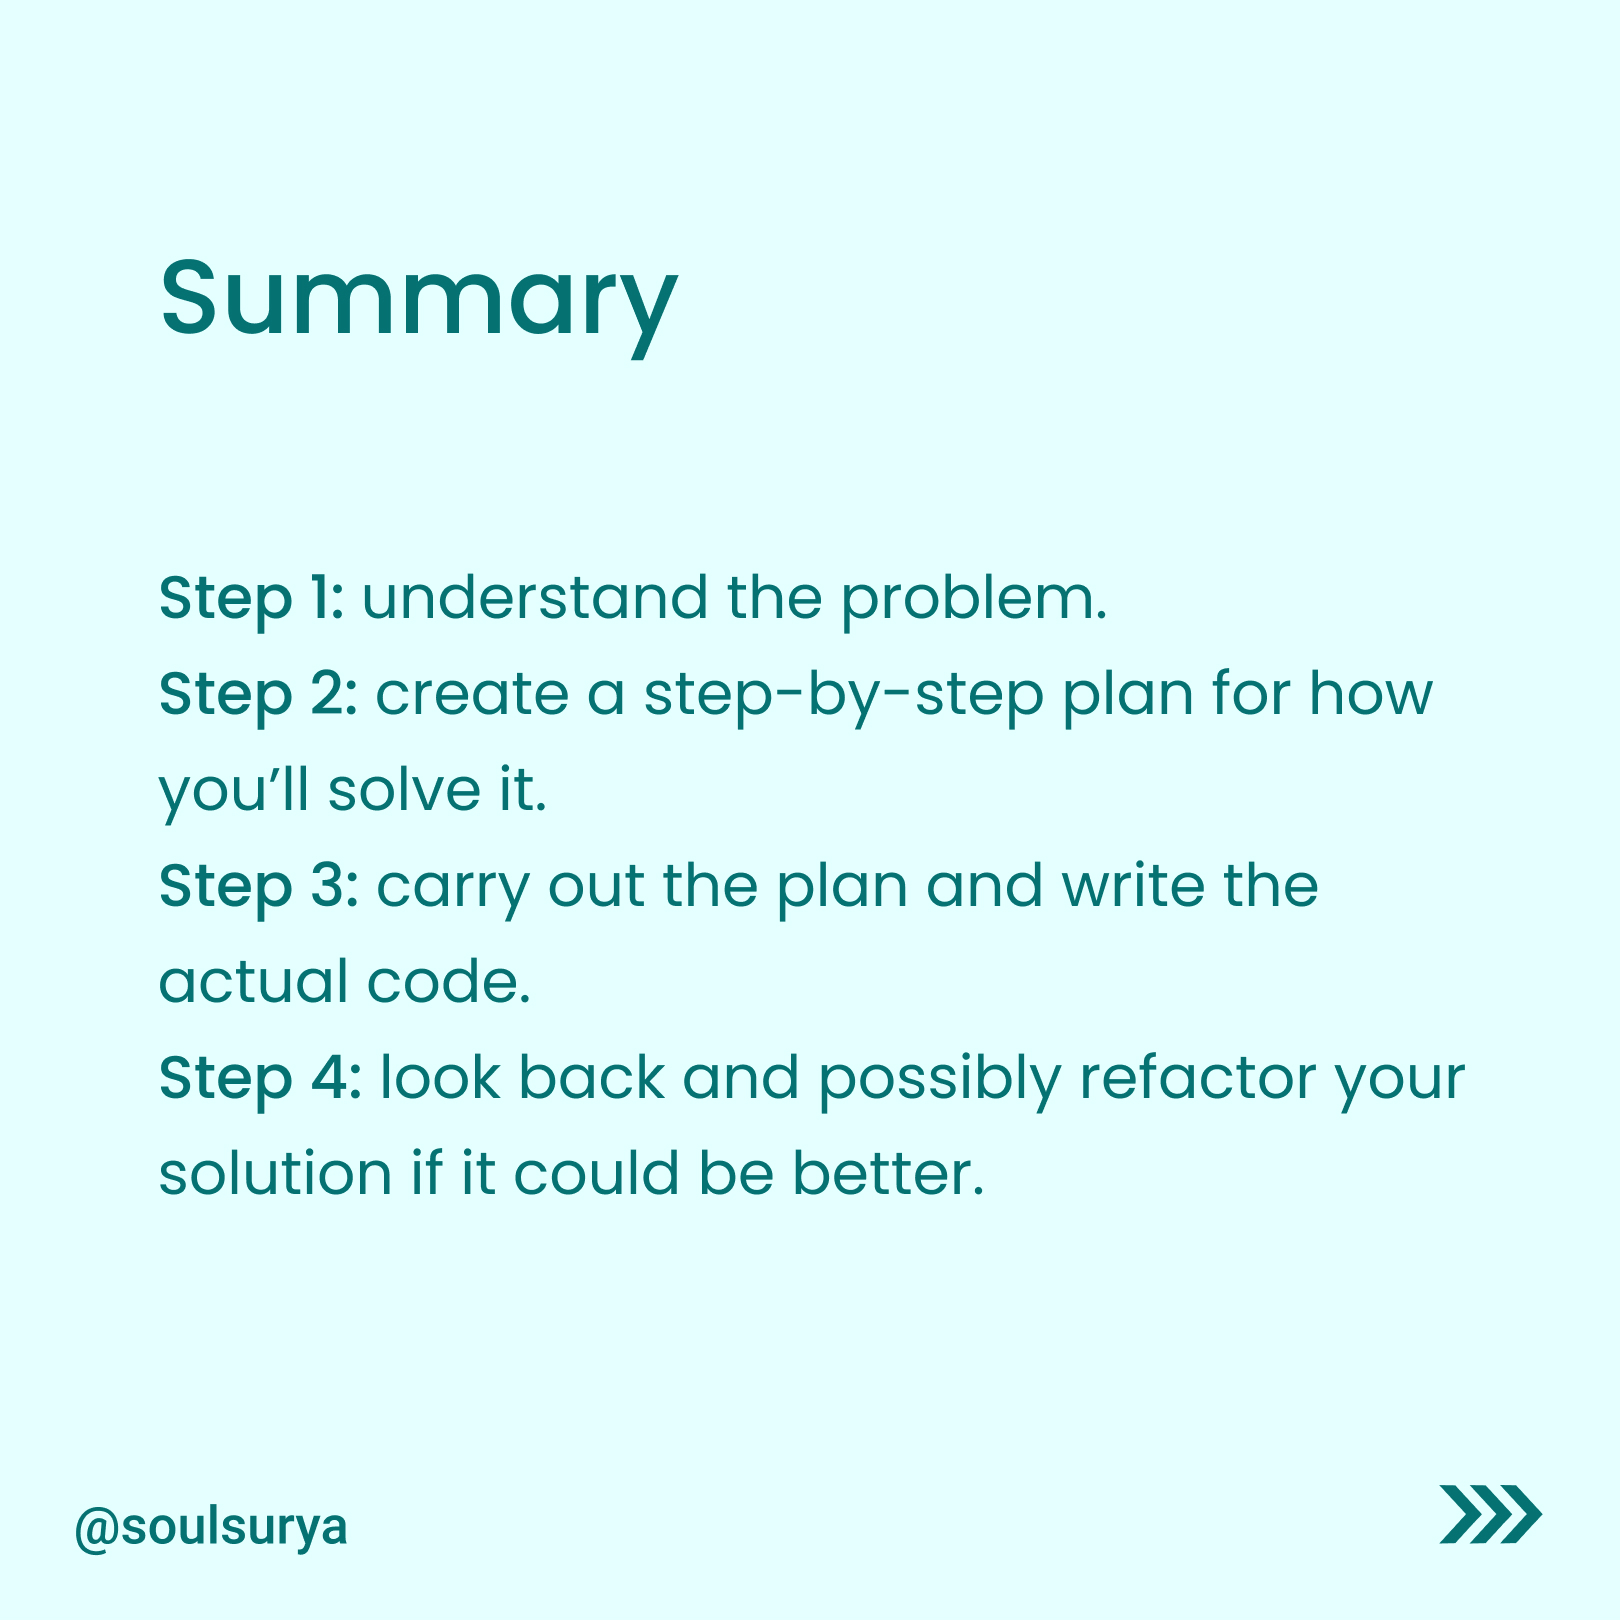 Summary
Step 1: understand the problem.
Step 2: create a step-by-step plan for how
you’ll solve it.
Step 3: carry out the plan and write the
actual code.
Step 4: look back and possibly refactor your
solution if it could be better.
@soulsurya